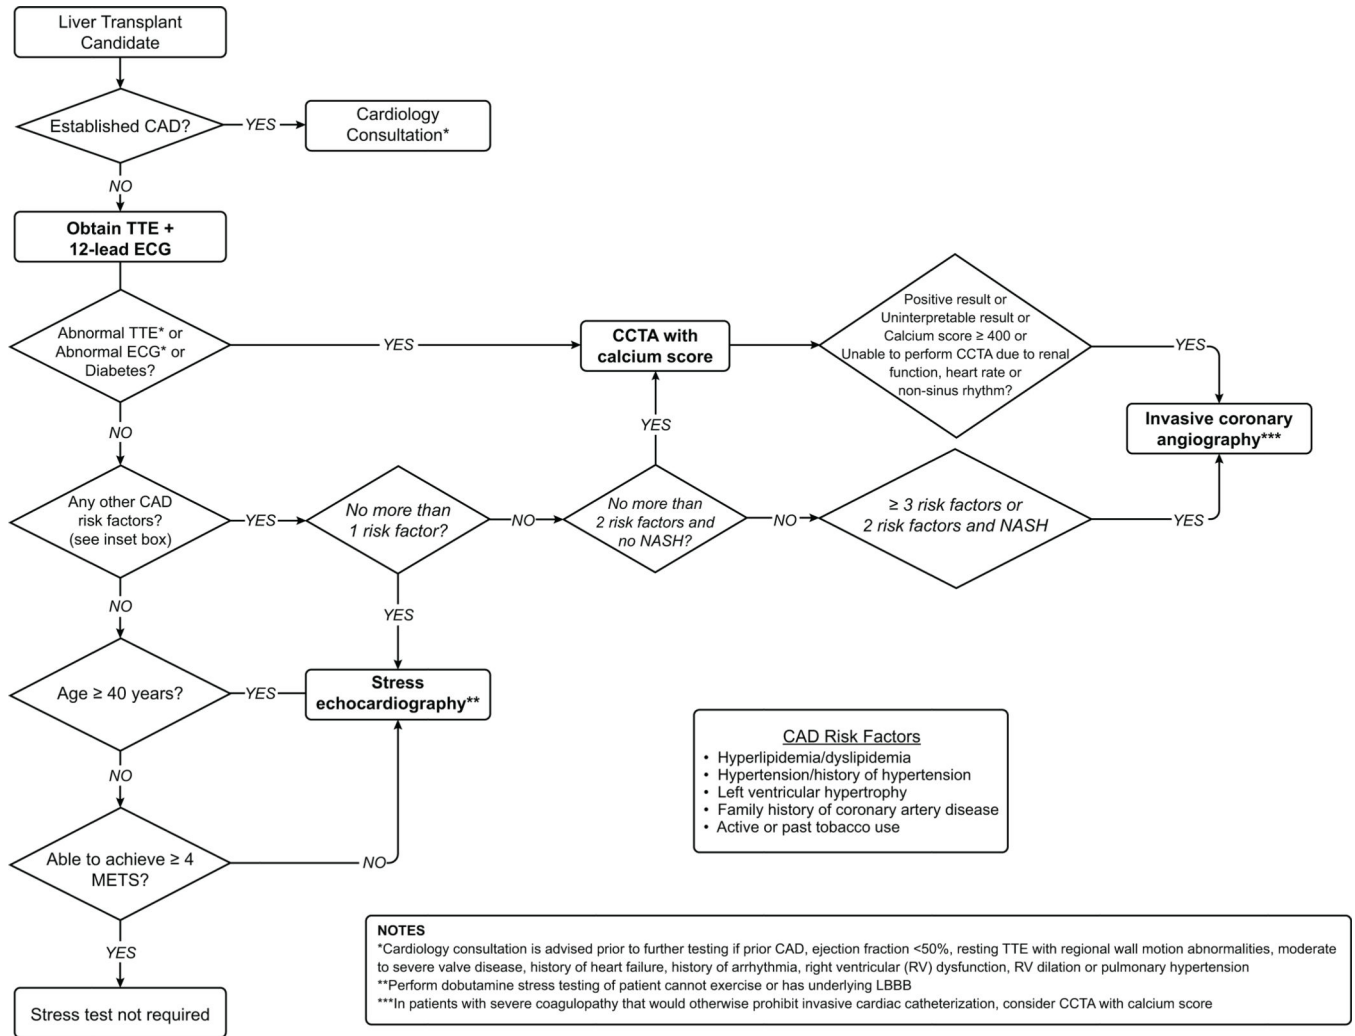 Liver Transplant
Candidate
Established CAD?
YES
Cardiology
Consultation*
NO
Obtain TTE +
12-lead ECG
Abnormal TTE* or
Abnormal ECG* or
Diabetes?
YES
CCTA with
calcium score
Positive result or
Uninterpretable result or
Calcium score ≥ 400 or
Unable to perform CCTA due to renal
function, heart rate or
non-sinus rhythm?
YES
Invasive coronary
angiography***
NO
YES
Any other CAD
risk factors?
(see inset box)
YES
No more than
1 risk factor?
NO
No more than
2 risk factors and
no NASH?
NO
≥ 3 risk factors or
2 risk factors and NASH
YES
NO
YES
Age ≥ 40 years?
YES
Stress
echocardiography**
NO
Able to achieve ≥ 4
METS?
NO
YES
Stress test not required
CAD Risk Factors
• Hyperlipidemia/dyslipidemia
• Hypertension/history of hypertension
• Left ventricular hypertrophy
• Family history of coronary artery disease
• Active or past tobacco use
NOTES
*Cardiology consultation is advised prior to further testing if prior CAD, ejection fraction <50%, resting TTE with regional wall motion abnormalities, moderate
to severe valve disease, history of heart failure, history of arrhythmia, right ventricular (RV) dysfunction, RV dilation or pulmonary hypertension
**Perform dobutamine stress testing of patient cannot exercise or has underlying LBBB
***In patients with severe coagulopathy that would otherwise prohibit invasive cardiac catheterization, consider CCTA with calcium score